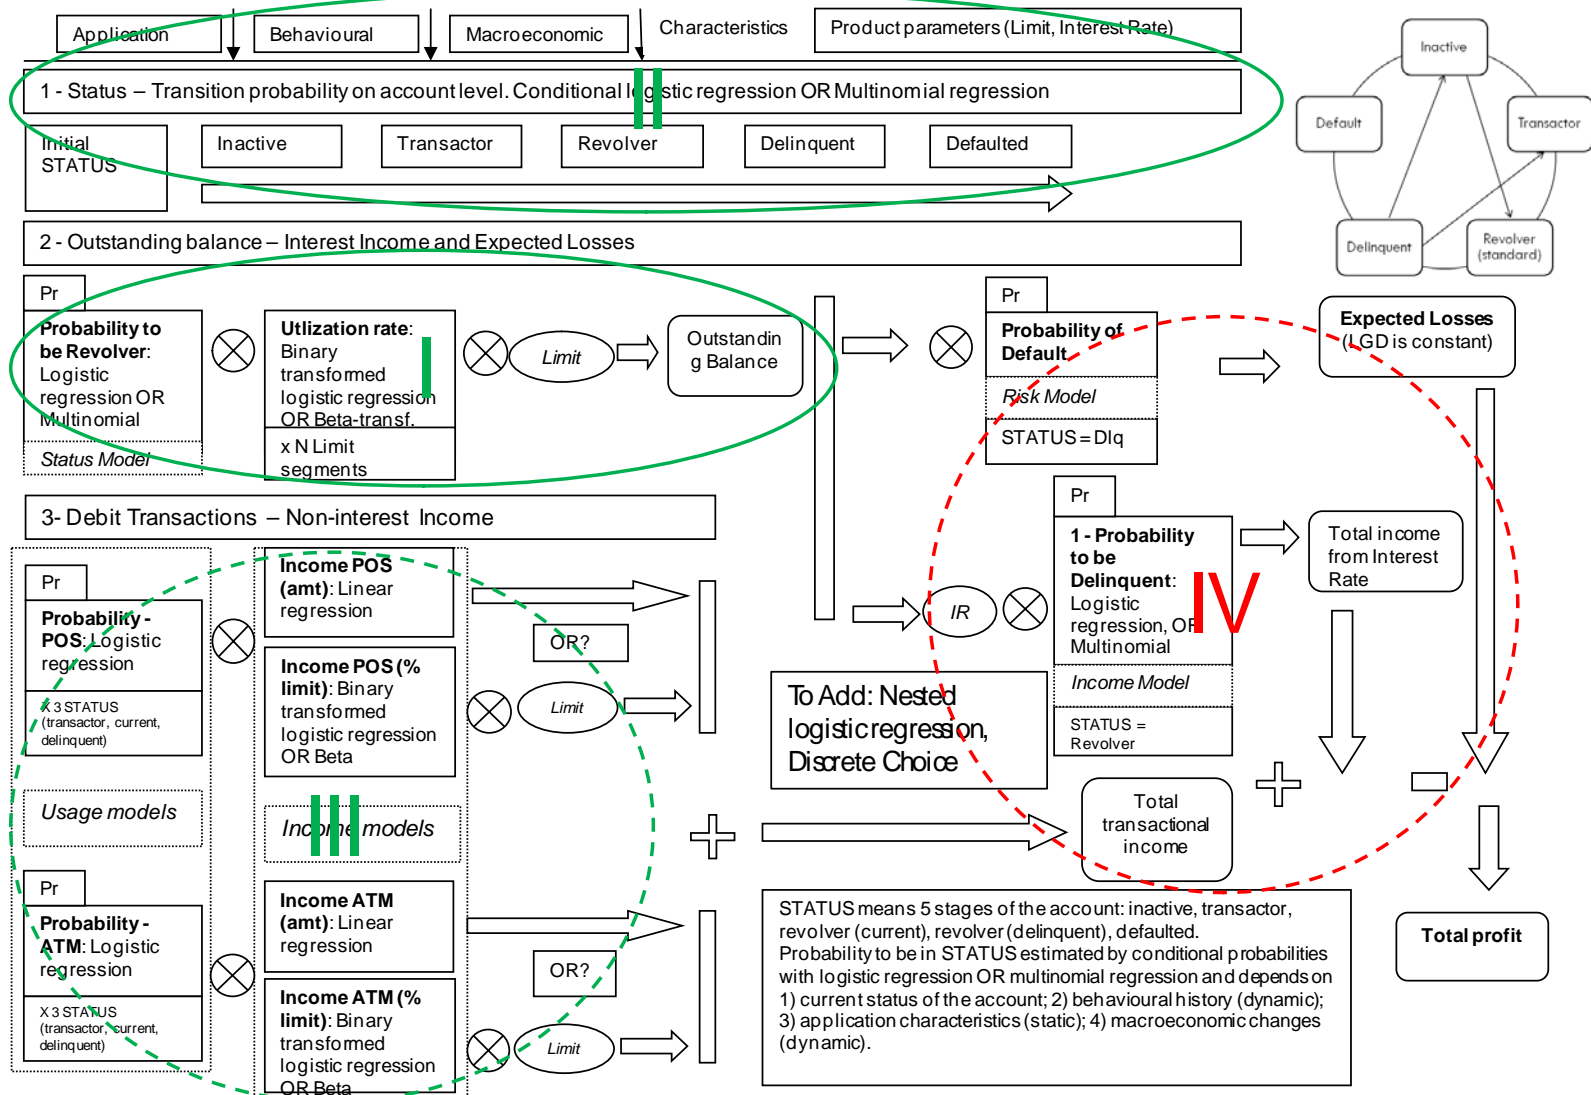 Application
Behavioural
Macroeconomic
Characteristics
Product parameters (Limit, Interest Rate)
1 - Status – Transition probability on account level. Conditional logistic regression OR Multinomial regression
II
Initial
STATUS
Inactive
Transactor
Revolver
Delinquent
Defaulted
Inactive
Default
Transactor
Delinquent
Revolver
(standard)
2 - Outstanding balance – Interest Income and Expected Losses
Pr
Probability to
be Revolver:
Logistic
regression OR
Multinomial
Status Model
Utlization rate:
Binary
transformed
logistic regression
OR Beta-transf.
x N Limit
segments
I
Limit
Outstandin
g Balance
Pr
Probability of
Default
Risk Model
STATUS = Dlq
Expected Losses
(LGD is constant)
3- Debit Transactions – Non-interest Income
Pr
Probability -
POS: Logistic
regression
X 3 STATUS
(transactor, current,
delinquent)
Income POS
(amt): Linear
regression
OR?
Income POS (%
limit): Binary
transformed
logistic regression
OR Beta
Limit
IR
Pr
1 - Probability
to be
Delinquent:
Logistic
regression, OR
Multinomial
Income Model
STATUS =
Revolver
IV
Total income
from Interest
Rate
To Add: Nested
logistic regression,
Discrete Choice
Usage models
Income models
III
Total
transactional
income
Pr
Probability -
ATM: Logistic
regression
X 3 STATUS
(transactor, current,
delinquent)
Income ATM
(amt): Linear
regression
OR?
Income ATM (%
limit): Binary
transformed
logistic regression
OR Beta
Limit
STATUS means 5 stages of the account: inactive, transactor,
revolver (current), revolver (delinquent), defaulted.
Probability to be in STATUS estimated by conditional probabilities
with logistic regression OR multinomial regression and depends on
1) current status of the account; 2) behavioural history (dynamic);
3) application characteristics (static); 4) macroeconomic changes
(dynamic).
Total profit